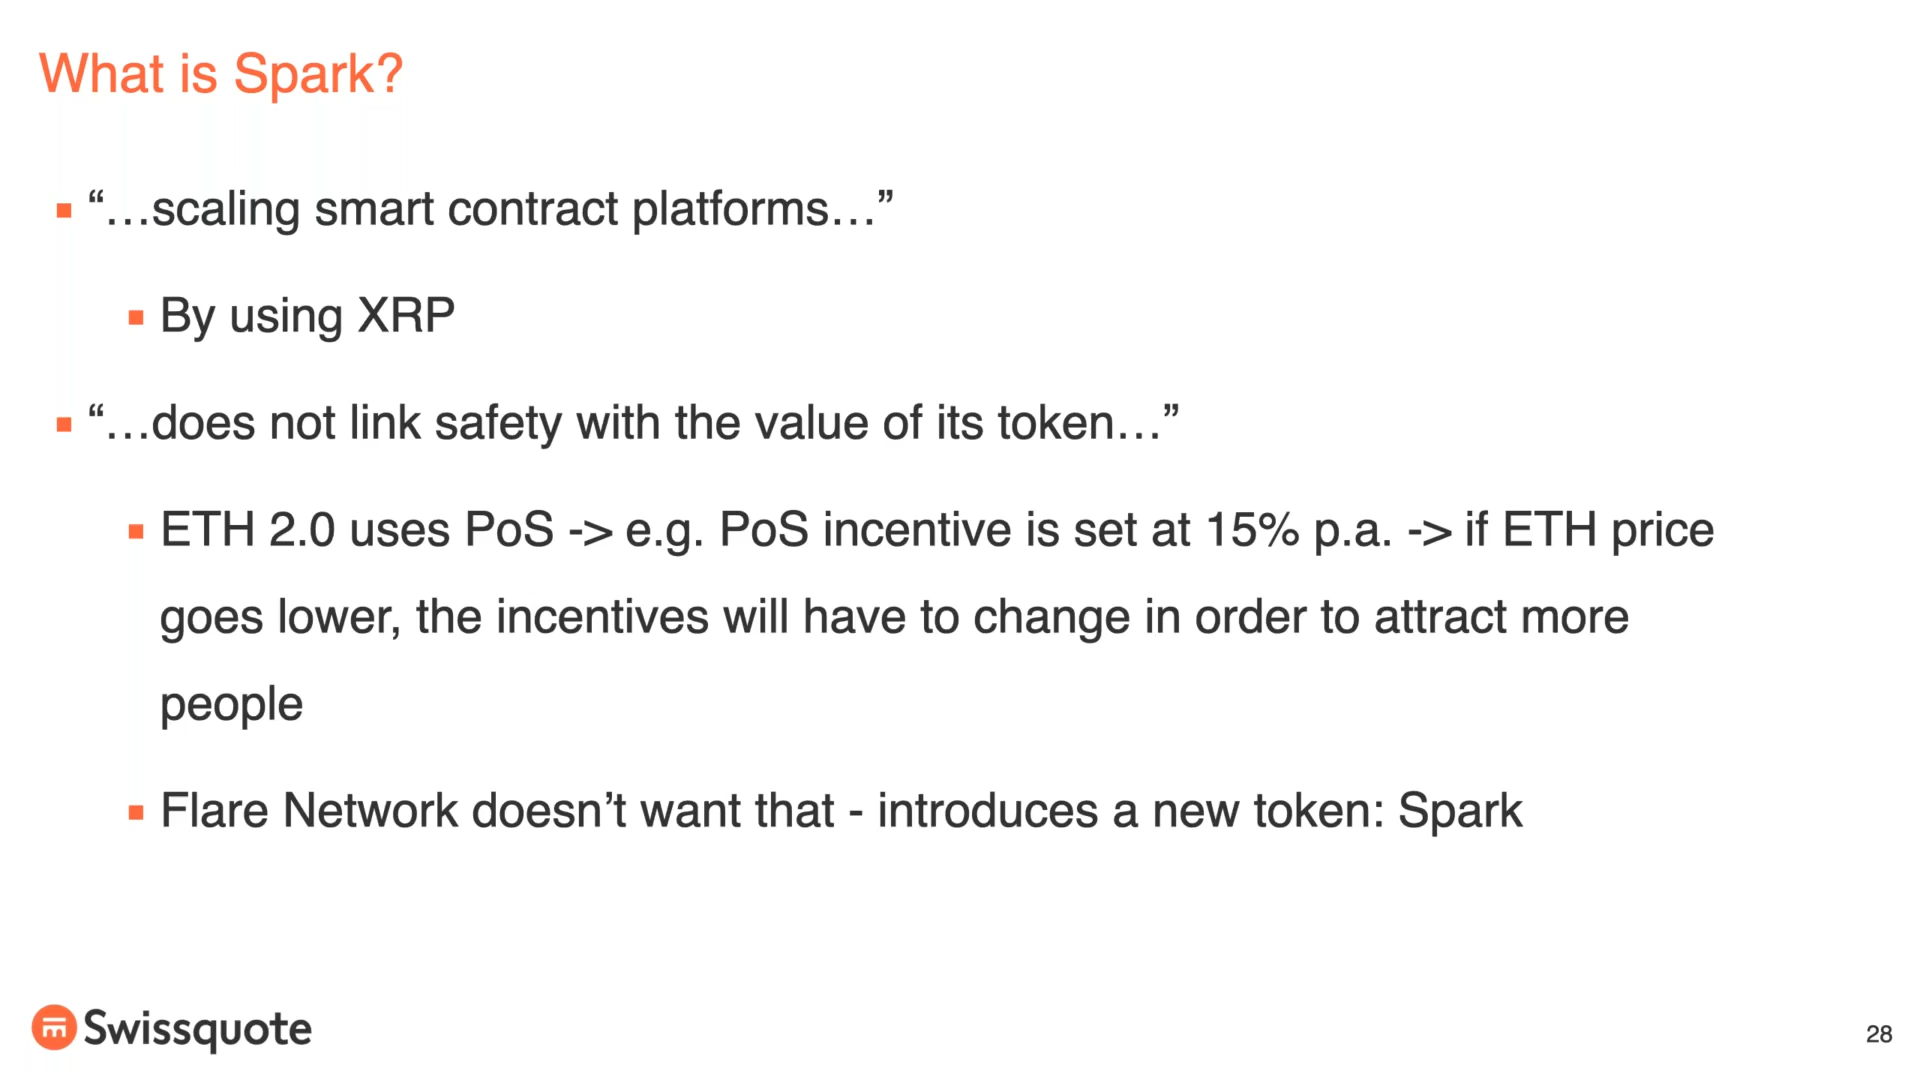 What is Spark?
“…scaling smart contract platforms…”
By using XRP
“…does not link safety with the value of its token…”
ETH 2.0 uses PoS -> e.g. PoS incentive is set at 15% p.a. -> if ETH price
goes lower, the incentives will have to change in order to attract more
people
Flare Network doesn’t want that - introduces a new token: Spark
Swissquote
28